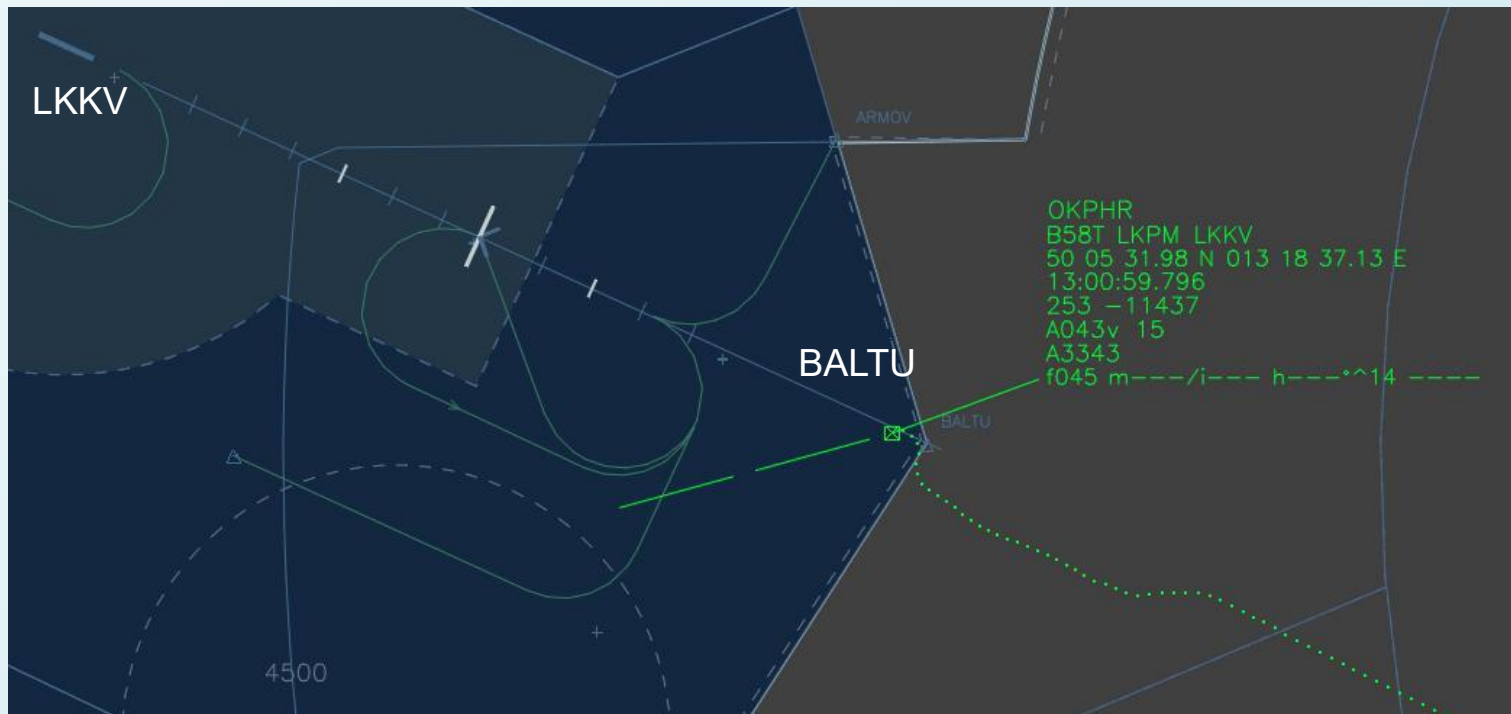 LKKV
ARMOV
OKPHR
B58T LKPM LKKV
50 05 31.98 N 013 18 37.13 E
13:00:59.796
253 -11437
A043v 15
A3343
f045 m---/i--- h---°^14 ----
BALTU
BALTU
4500